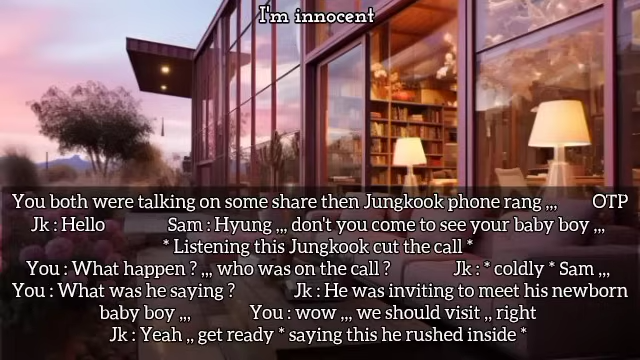 I'm innocent
You both were talking on some share then Jungkook phone rang ,,, OTP
Jk : Hello Sam : Hyung ,,, don't you come to see your baby boy ,,,
* Listening this Jungkook cut the call *
You : What happen ? ,,, who was on the call ? Jk : * coldly * Sam ,,,
You : What was he saying ? Jk : He was inviting to meet his newborn
baby boy ,,, You : wow ,,, we should visit ,, right
Jk : Yeah ,, get ready * saying this he rushed inside *